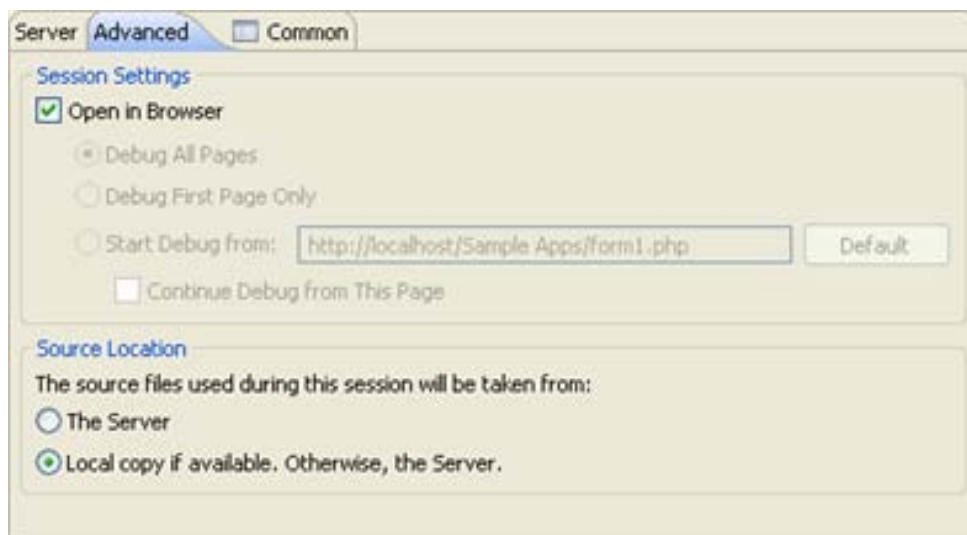 Server Advanced Common
Session Settings
Open in Browser
Debug All Pages
Debug First Page Only
Start Debug from: http://localhost/Sample Apps/form1.php Default
Continue Debug from This Page
Source Location
The source files used during this session will be taken from:
The Server
Local copy if available. Otherwise, the Server.